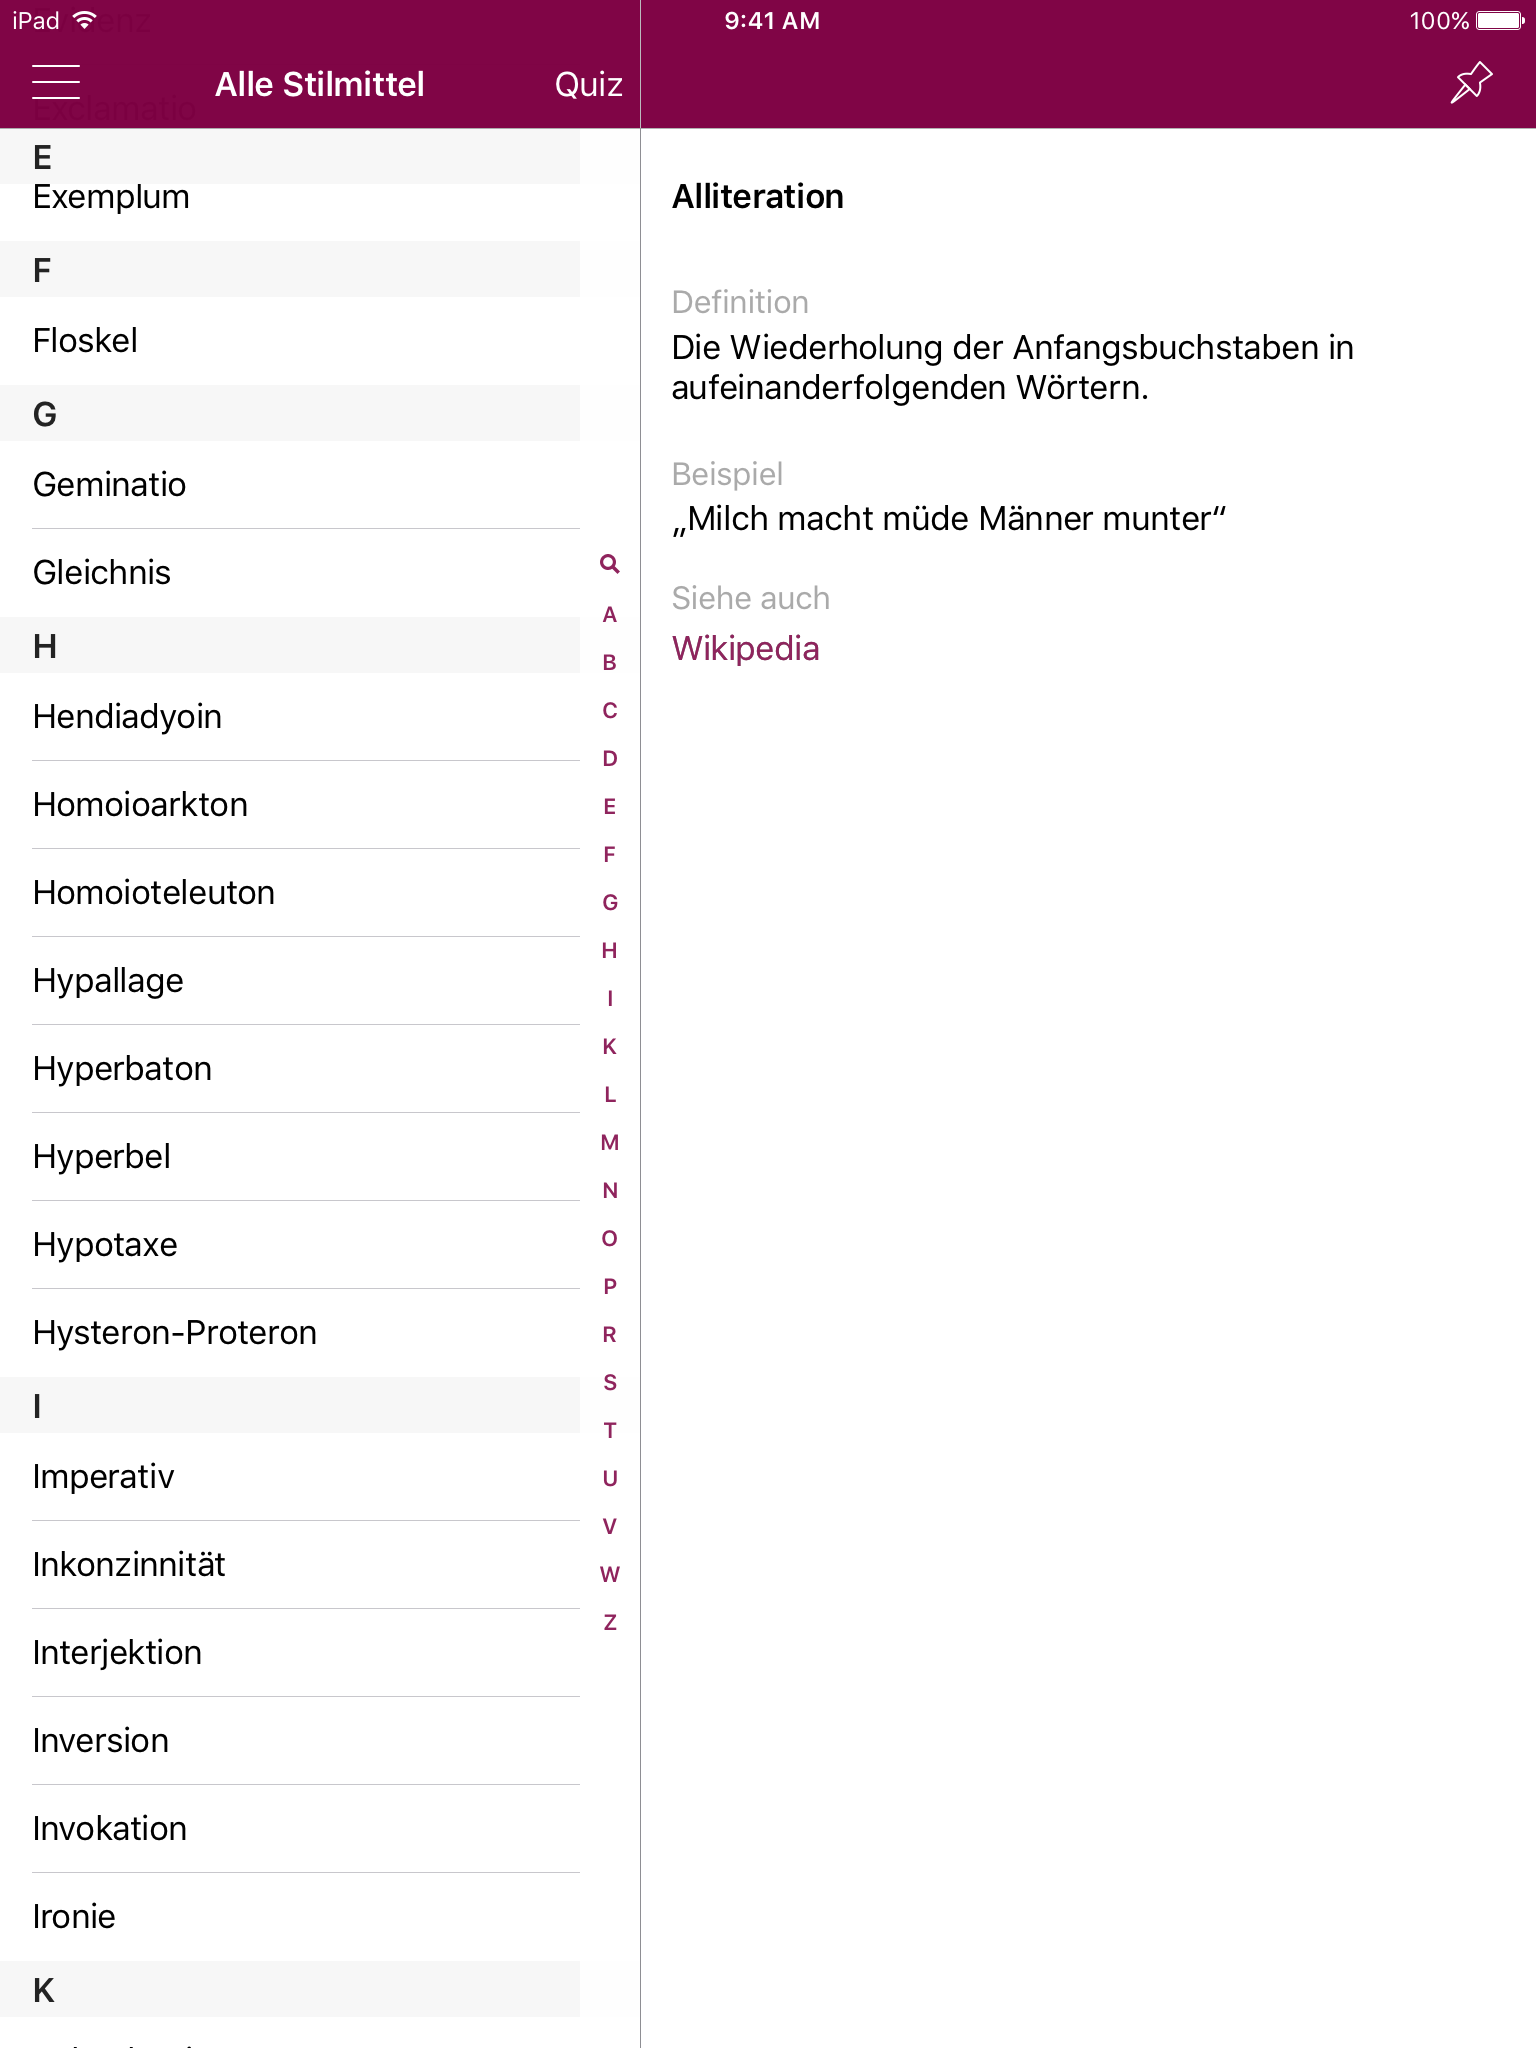 iPad
9:41 AM
100%
Alle Stilmittel
Quiz
Exclamatio
E
Exemplum
F
Floskel
G
Geminatio
Gleichnis
H
Hendiadyoin
Homoioarkton
Homoioteleuton
Hypallage
Hyperbaton
Hyperbel
Hypotaxe
Hysteron-Proteron
I
Imperativ
Inkonzinnität
Interjektion
Inversion
Invokation
Ironie
K
A
B
C
D
E
F
G
H
I
K
L
M
N
O
P
R
S
T
U
V
W
Z
Alliteration
Definition
Die Wiederholung der Anfangsbuchstaben in
aufeinanderfolgenden Wörtern.
Beispiel
„Milch macht müde Männer munter“
Siehe auch
Wikipedia